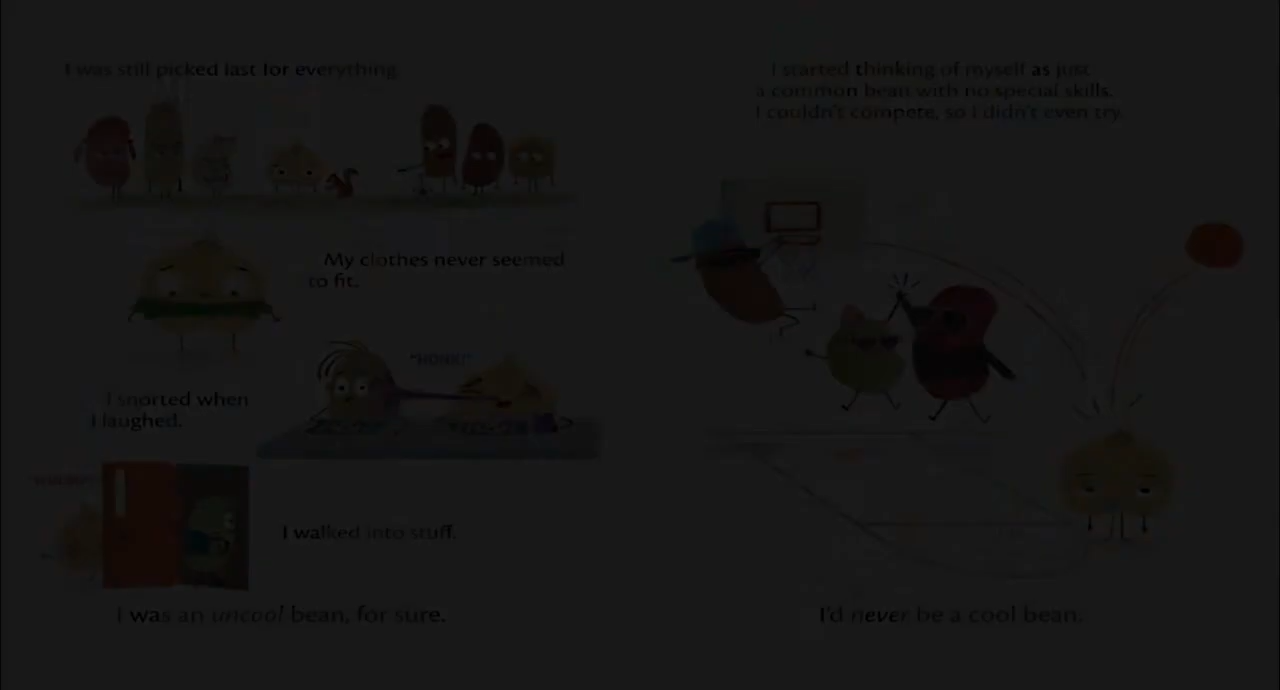 I was still picked last for everything.
My clothes never seemed
to fit.
"HONK!"
I snorted when
I laughed.
I walked into stuff.
I was an uncool bean, for sure.
I started thinking of myself as just
a common bean with no special skills.
I couldn't compete, so I didn't even try.
I'd never be a cool bean.